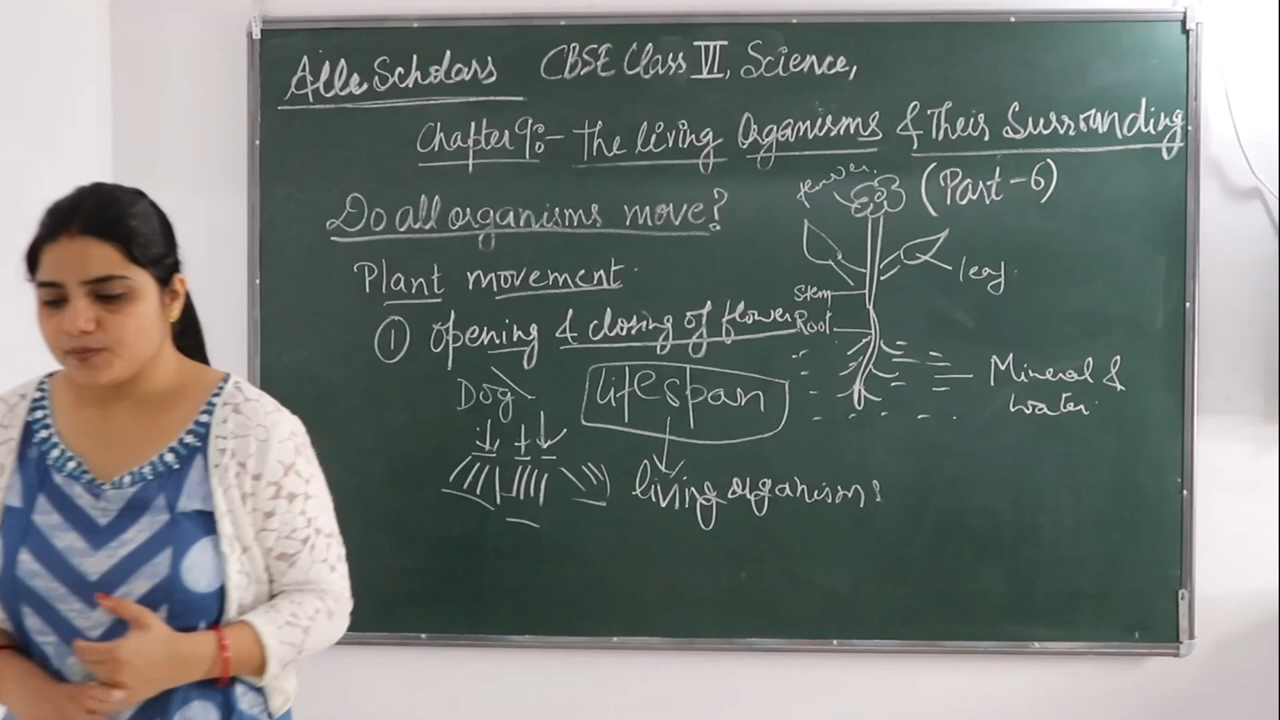 Alle Scholars CBSE Class VI, Science,
Chapter 9:- The living Organisms & Their Surrounding
(Part-6)
Do all organisms move?
Plant movement
① Opening & closing of flower
flower
leaf
Stem
Root
Mineral &
water
Dog
lifespan
living organisms